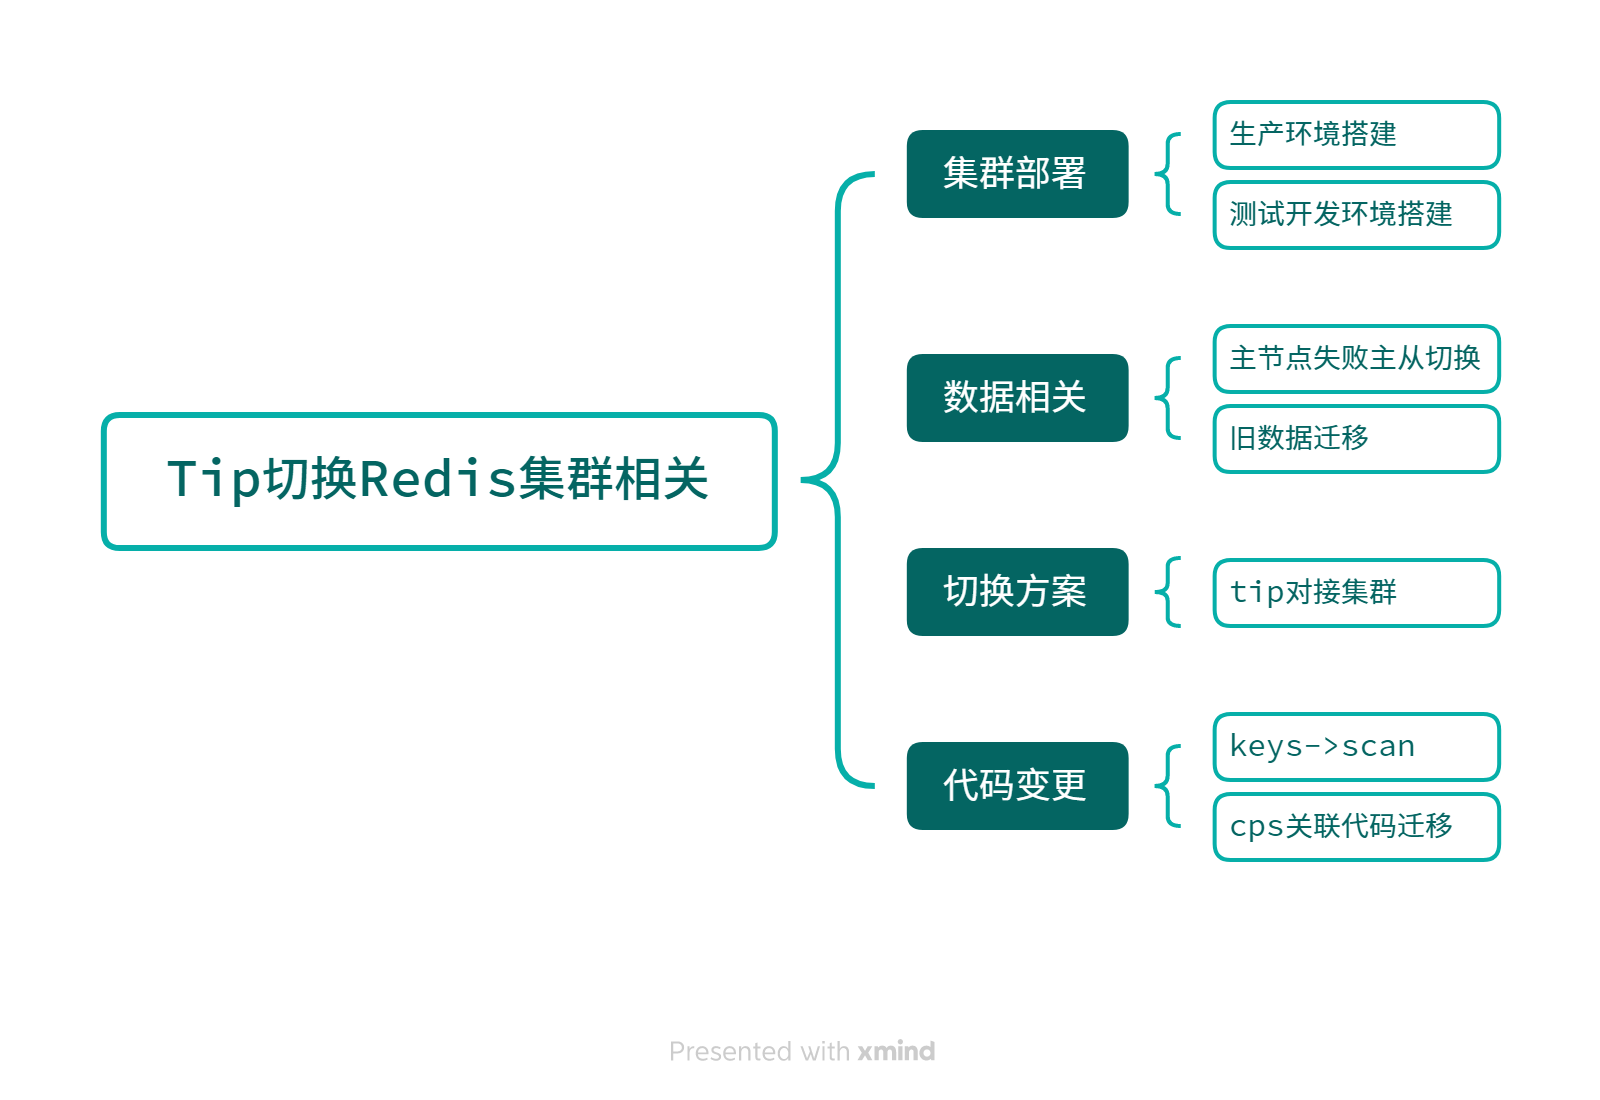 Tip切换Redis集群相关
集群部署
生产环境搭建
测试开发环境搭建
数据相关
主节点失败主从切换
旧数据迁移
切换方案
tip对接集群
代码变更
keys->scan
cps关联代码迁移
Presented with xmind